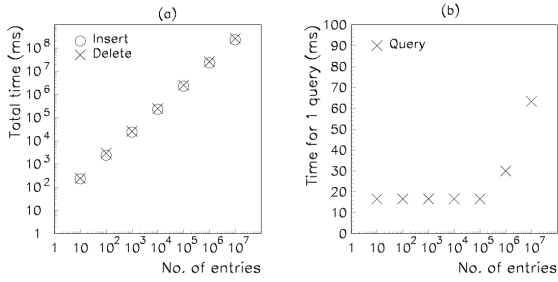 (a)
Total time (ms)
10^8
10^7
10^6
10^5
10^4
10^3
10^2
10
1
Insert
Delete
1 10 10^2 10^3 10^4 10^5 10^6 10^7
No. of entries
(b)
Time for 1 query (ms)
100
90
80
70
60
50
40
30
20
10
0
Query
1 10 10^2 10^3 10^4 10^5 10^6 10^7
No. of entries